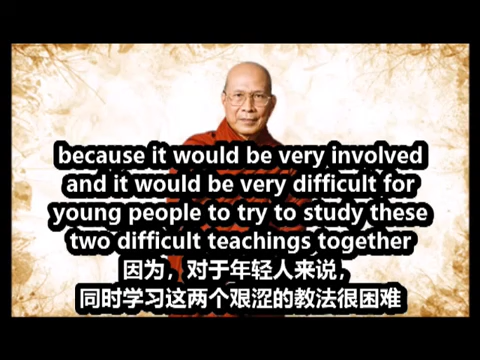 because it would be very involved
and it would be very difficult for
young people to try to study these
two difficult teachings together
因为，对于年轻人来说，
同时学习这两个艰涩的教法很困难